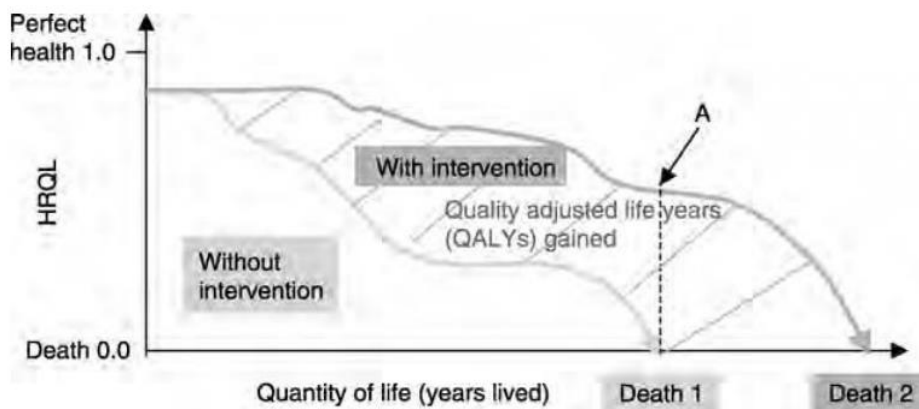 Perfect
health 1.0
A
With intervention
HRQL
Quality adjusted life years
(QALYs) gained
Without
intervention
Death 0.0
Quantity of life (years lived)
Death 1
Death 2